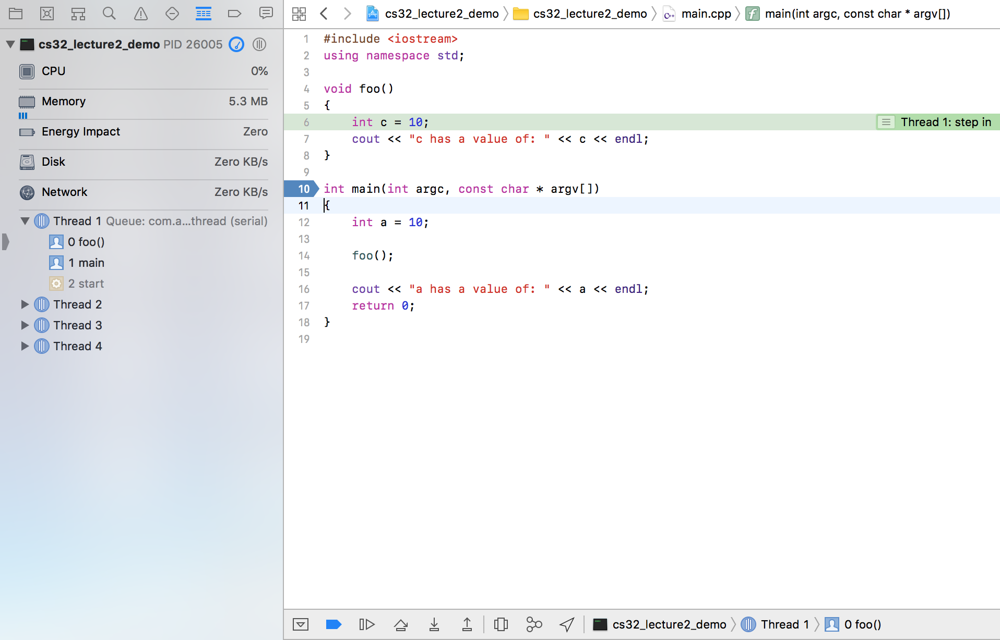 cs32_lecture2_demo PID 26005
CPU 0%
Memory 5.3 MB
Energy Impact Zero
Disk Zero KB/s
Network Zero KB/s
Thread 1 Queue: com.a...thread (serial)
0 foo()
1 main
2 start
Thread 2
Thread 3
Thread 4
cs32_lecture2_demo cs32_lecture2_demo main.cpp main(int argc, const char * argv[])
1 #include <iostream>
2 using namespace std;
3
4 void foo()
5 {
6 int c = 10; Thread 1: step in
7 cout << "c has a value of: " << c << endl;
8 }
9
10 int main(int argc, const char * argv[])
11 {
12 int a = 10;
13
14 foo();
15
16 cout << "a has a value of: " << a << endl;
17 return 0;
18 }
19
cs32_lecture2_demo Thread 1 0 foo()